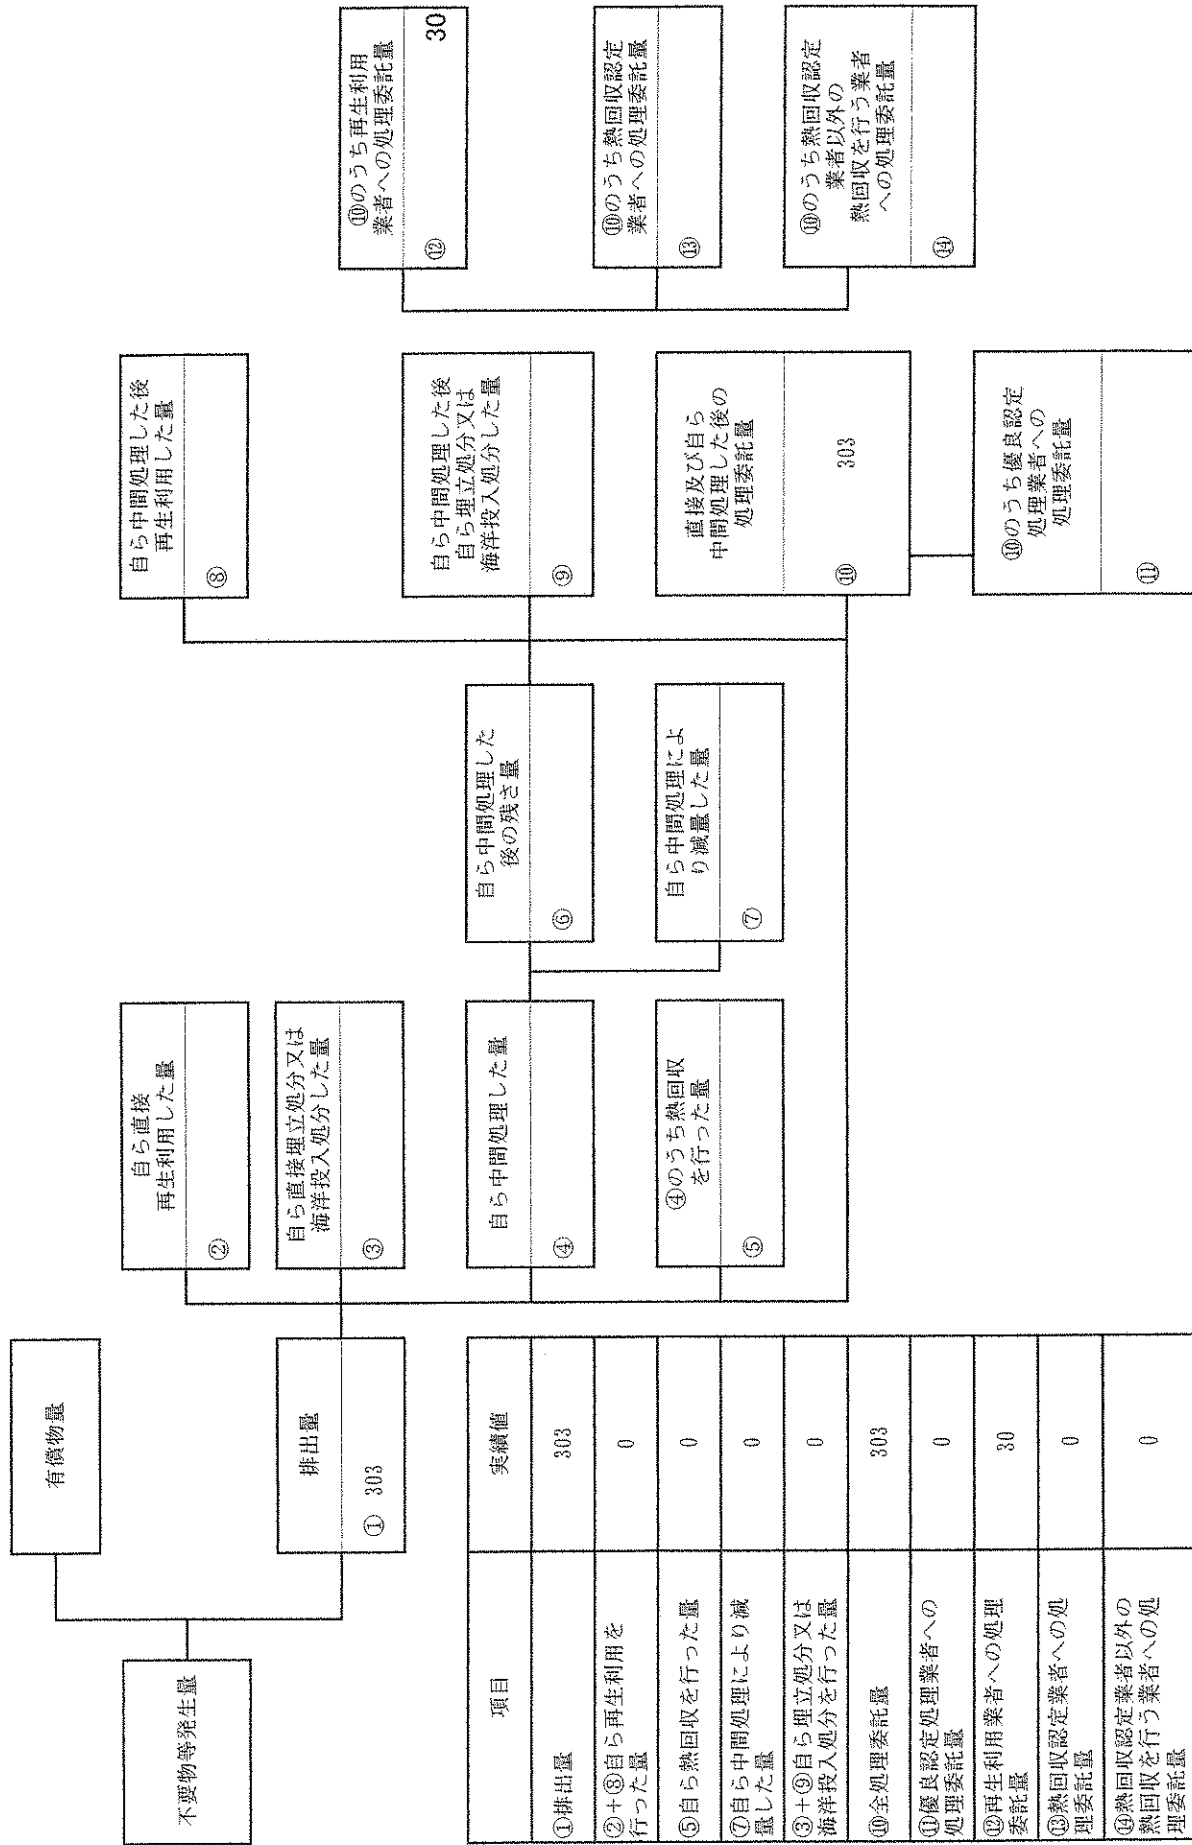 不要物等発生量
有償物量
排出量
① 303
自ら直接
再生利用した量
②
自ら直接埋立処分又は
海洋投入処分した量
③
自ら中間処理した量
④
④のうち熱回収
を行った量
⑤
自ら中間処理した
後の残さ量
⑥
自ら中間処理によ
り減量した量
⑦
自ら中間処理した後
再生利用した量
⑧
自ら中間処理した後
自ら埋立処分又は
海洋投入処分した量
⑨
直接及び自ら
中間処理した後の
処理委託量
⑩ 303
⑩のうち優良認定
処理業者への
処理委託量
⑪
⑩のうち再生利用
業者への処理委託量
⑫ 30
⑩のうち熱回収認定
業者への処理委託量
⑬
⑩のうち熱回収認定
業者以外の
熱回収を行う業者
への処理委託量
⑭
項目 実績値
①排出量 303
②+⑧自ら再生利用を
行った量 0
⑤自ら熱回収を行った量 0
⑦自ら中間処理により減
量した量 0
③+⑨自ら埋立処分又は
海洋投入処分を行った量 0
⑩全処理委託量 303
⑪優良認定処理業者への
処理委託量 0
⑫再生利用業者への処理
委託量 30
⑬熱回収認定業者への処
理委託量 0
⑭熱回収認定業者以外の
熱回収を行う業者への処
理委託量 0